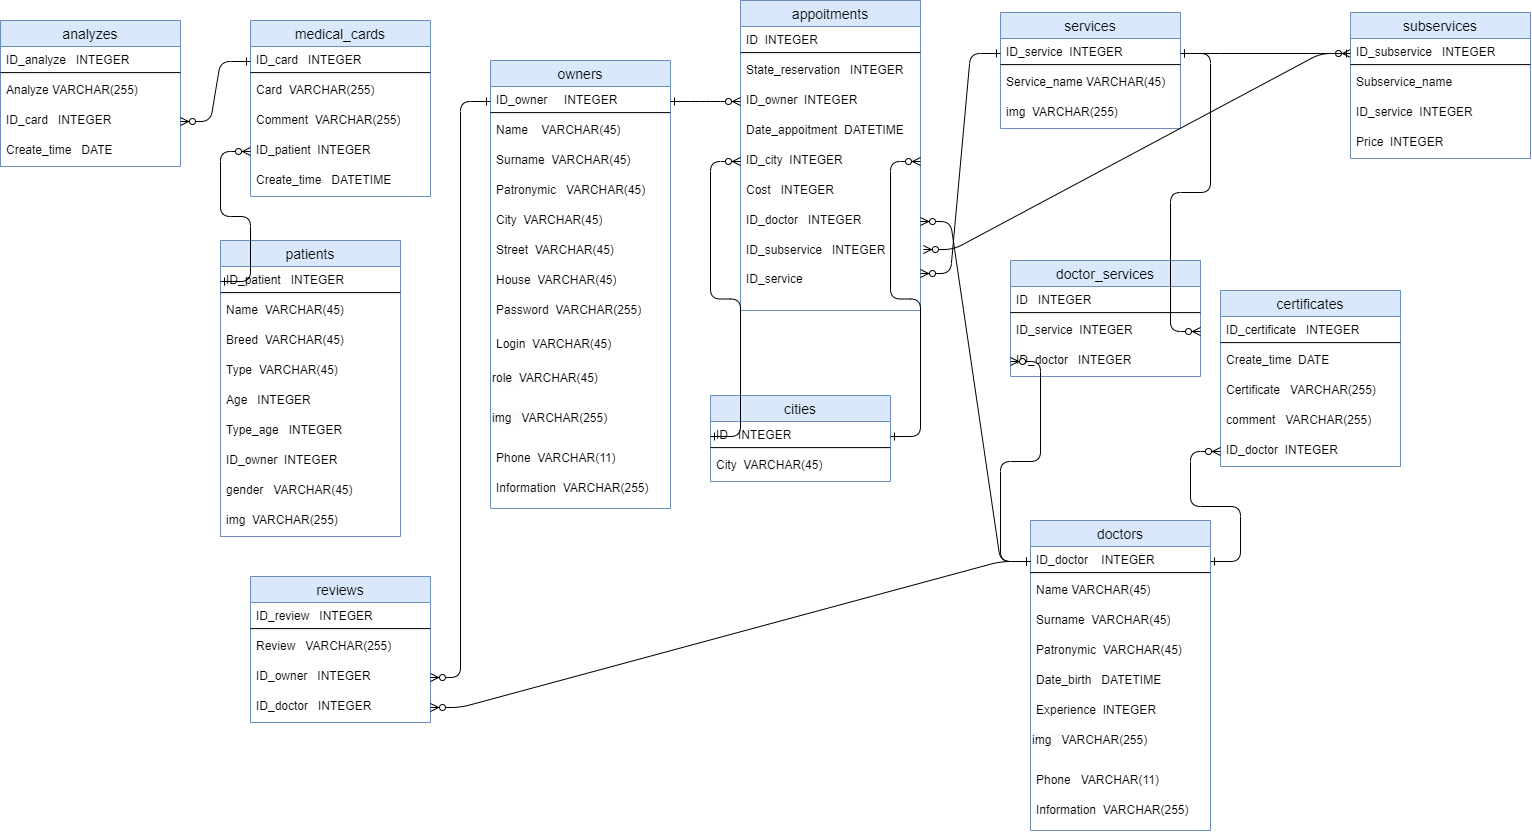 analyzes
ID_analyze INTEGER
Analyze VARCHAR(255)
ID_card INTEGER
Create_time DATE
medical_cards
ID_card INTEGER
Card VARCHAR(255)
Comment VARCHAR(255)
ID_patient INTEGER
Create_time DATETIME
patients
ID_patient INTEGER
Name VARCHAR(45)
Breed VARCHAR(45)
Type VARCHAR(45)
Age INTEGER
Type_age INTEGER
ID_owner INTEGER
gender VARCHAR(45)
img VARCHAR(255)
reviews
ID_review INTEGER
Review VARCHAR(255)
ID_owner INTEGER
ID_doctor INTEGER
owners
ID_owner INTEGER
Name VARCHAR(45)
Surname VARCHAR(45)
Patronymic VARCHAR(45)
City VARCHAR(45)
Street VARCHAR(45)
House VARCHAR(45)
Password VARCHAR(255)
Login VARCHAR(45)
role VARCHAR(45)
img VARCHAR(255)
Phone VARCHAR(11)
Information VARCHAR(255)
appoitments
ID INTEGER
State_reservation INTEGER
ID_owner INTEGER
Date_appoitment DATETIME
ID_city INTEGER
Cost INTEGER
ID_doctor INTEGER
ID_subservice INTEGER
ID_service
cities
ID INTEGER
City VARCHAR(45)
services
ID_service INTEGER
Service_name VARCHAR(45)
img VARCHAR(255)
subservices
ID_subservice INTEGER
Subservice_name
ID_service INTEGER
Price INTEGER
doctor_services
ID INTEGER
ID_service INTEGER
ID_doctor INTEGER
certificates
ID_certificate INTEGER
Create_time DATE
Certificate VARCHAR(255)
comment VARCHAR(255)
ID_doctor INTEGER
doctors
ID_doctor INTEGER
Name VARCHAR(45)
Surname VARCHAR(45)
Patronymic VARCHAR(45)
Date_birth DATETIME
Experience INTEGER
img VARCHAR(255)
Phone VARCHAR(11)
Information VARCHAR(255)